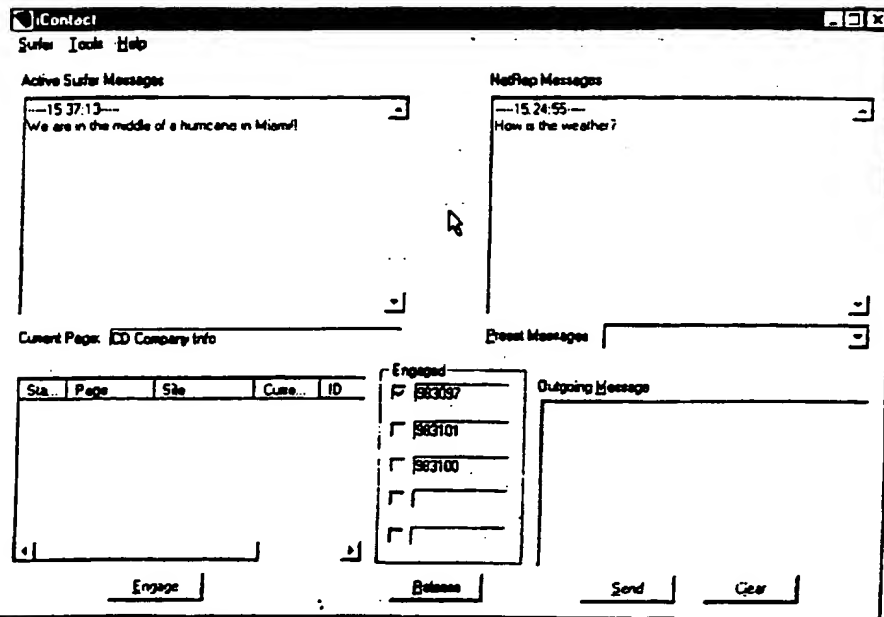 iContact
Surfer Tools Help
Active Surfer Messages
----15:37:13----
We are in the middle of a hurricane in Miami!!
NetRep Messages
----15:24:55----
How is the weather?
Current Page: CD Company Info
Preset Messages
Sta... Page Site Curre... ID
Engaged
983097
983101
983100
Outgoing Message
Engage
Release
Send
Clear